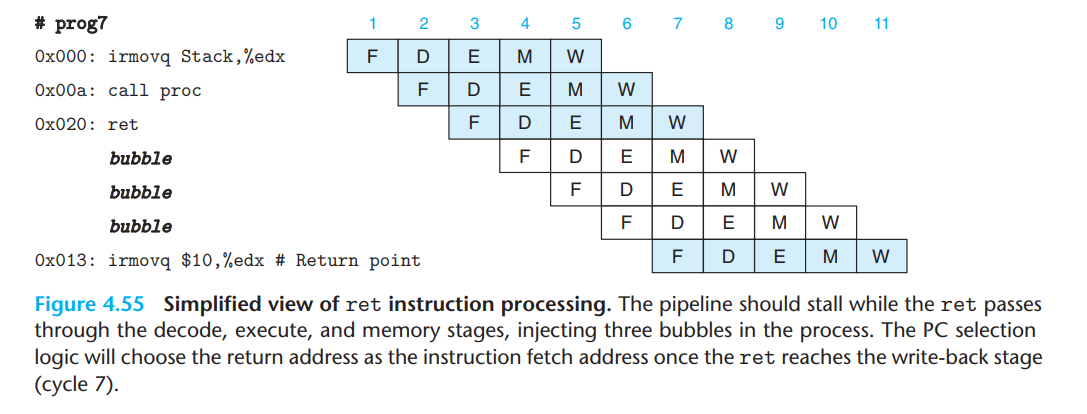 # prog7 1 2 3 4 5 6 7 8 9 10 11
0x000: irmovq Stack,%edx F D E M W
0x00a: call proc F D E M W
0x020: ret F D E M W
bubble F D E M W
bubble F D E M W
bubble F D E M W
0x013: irmovq $10,%edx # Return point F D E M W
Figure 4.55 Simplified view of ret instruction processing. The pipeline should stall while the ret passes
through the decode, execute, and memory stages, injecting three bubbles in the process. The PC selection
logic will choose the return address as the instruction fetch address once the ret reaches the write-back stage
(cycle 7).